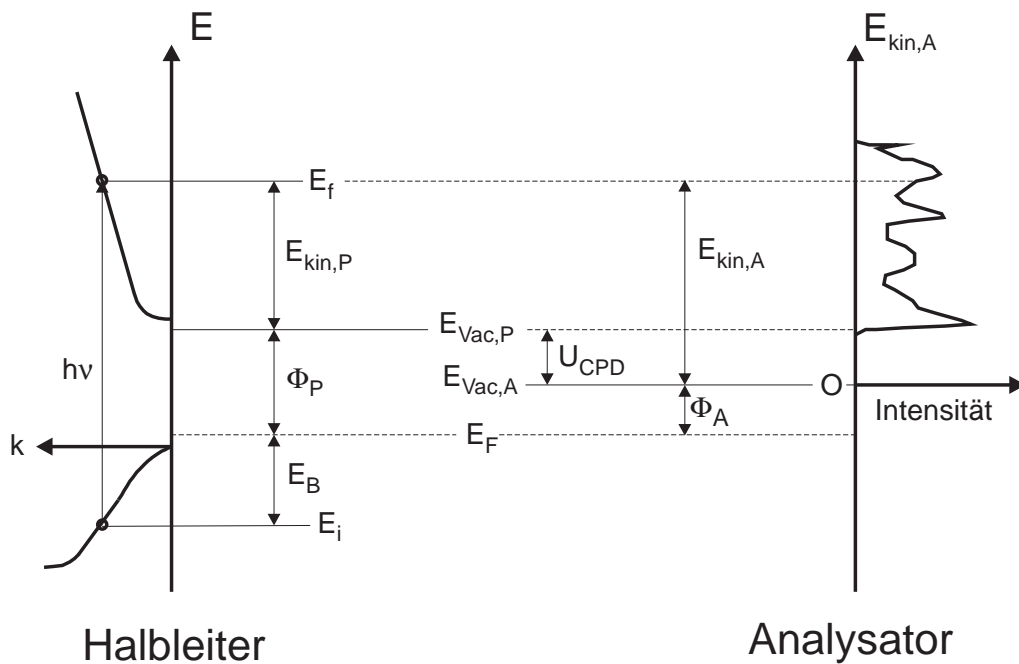 E
E_kin,A
E_f
E_kin,P
E_kin,A
E_Vac,P
hν
U_CPD
Φ_P
E_Vac,A
O
Φ_A
Intensität
k
E_F
E_B
E_i
Halbleiter
Analysator